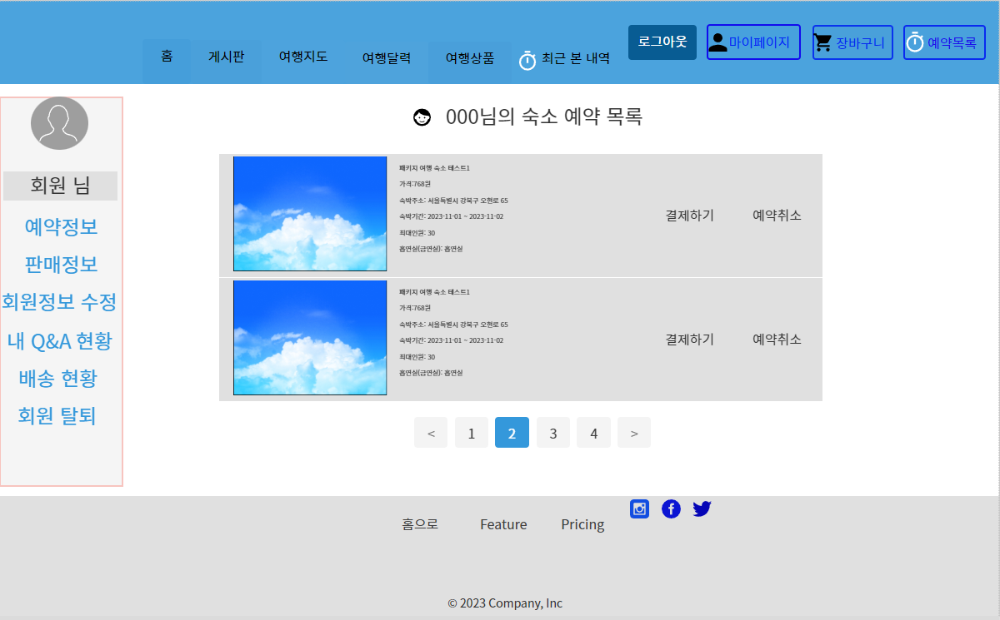 홈 게시판 여행지도 여행달력 여행상품 최근 본 내역 로그아웃 마이페이지 장바구니 예약목록
000님의 숙소 예약 목록
회원 님
예약정보
판매정보
회원정보 수정
내 Q&A 현황
배송 현황
회원 탈퇴
패키지 여행 숙소 테스트1
가격:768원
숙박주소: 서울특별시 강북구 오현로 65
숙박기간: 2023-11-01 ~ 2023-11-02
최대인원: 30
흡연실(금연실): 흡연실
결제하기 예약취소
패키지 여행 숙소 테스트1
가격:768원
숙박주소: 서울특별시 강북구 오현로 65
숙박기간: 2023-11-01 ~ 2023-11-02
최대인원: 30
흡연실(금연실): 흡연실
결제하기 예약취소
< 1 2 3 4 >
홈으로 Feature Pricing
© 2023 Company, Inc